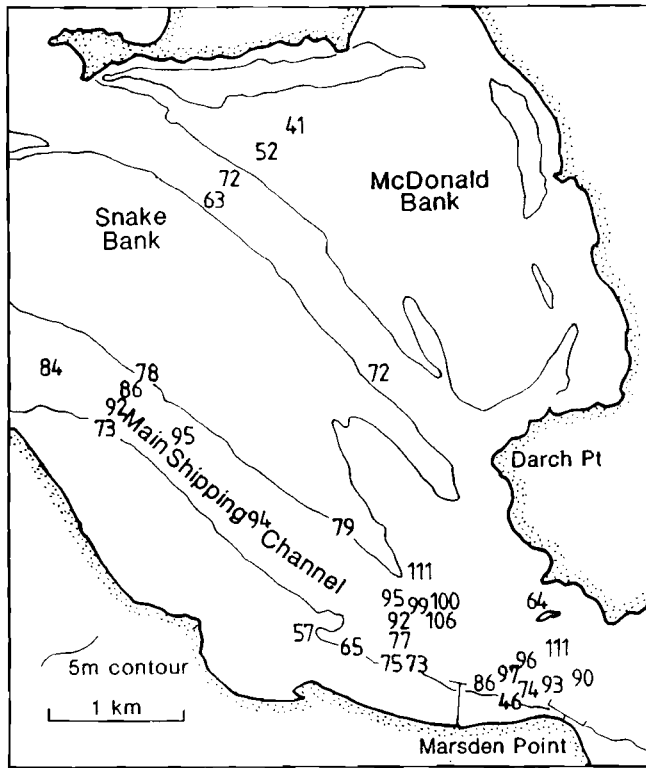 41
52
72
63
McDonald
Bank
Snake
Bank
84
78
86
92
73
95
72
Main Shipping Channel
94
79
Darch Pt
111
95 99 100
92 106
77
64
57
65
75 73
111
96
97
86
74 93 90
46
5m contour
1 km
Marsden Point